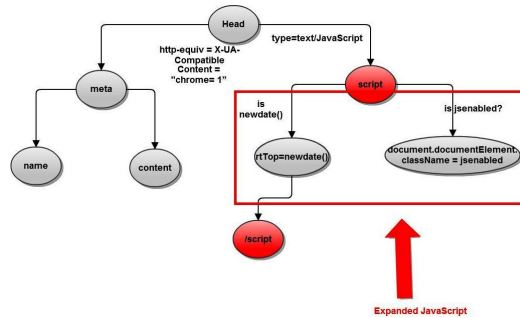 Head
http-equiv = X-UA-
Compatible
Content =
"chrome= 1"
type=text/JavaScript
meta
script
is
newdate()
is jsenabled?
name
content
rtTop=newdate()
document.documentElement.
className = jsenabled
/script
Expanded JavaScript